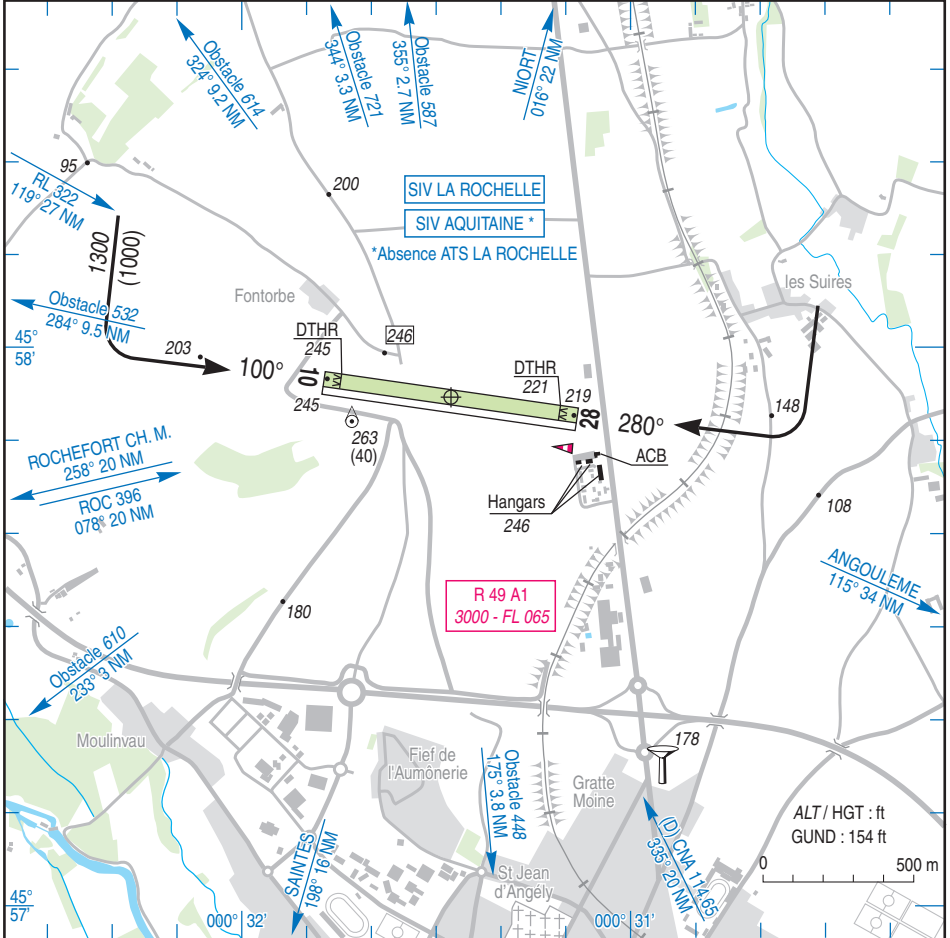 Obstacle 614
324° 9.2 NM
Obstacle 721
344° 3.3 NM
Obstacle 587
355° 2.7 NM
NIORT
016° 22 NM
95
RL 322
119° 27 NM
200
SIV LA ROCHELLE
SIV AQUITAINE *
*Absence ATS LA ROCHELLE
1300
(1000)
Fontorbe
les Suires
Obstacle 532
284° 9.5 NM
45°
58'
203
100°
DTHR
245
246
10
245
DTHR
221
219
28
280°
148
263
(40)
ACB
Hangars
246
108
ROCHEFORT CH. M.
258° 20 NM
ROC 396
078° 20 NM
ANGOULEME
115° 34 NM
R 49 A1
3000 - FL 065
180
Obstacle 610
233° 3 NM
Moulinvau
Fief de
l'Aumônerie
Obstacle 448
175° 3.8 NM
Gratte
Moine
178
ALT / HGT : ft
GUND : 154 ft
0
500 m
(D) CNA 114.65
335° 20 NM
SAINTES
198° 16 NM
St Jean
d'Angély
45°
57'
000°
32'
000°
31'